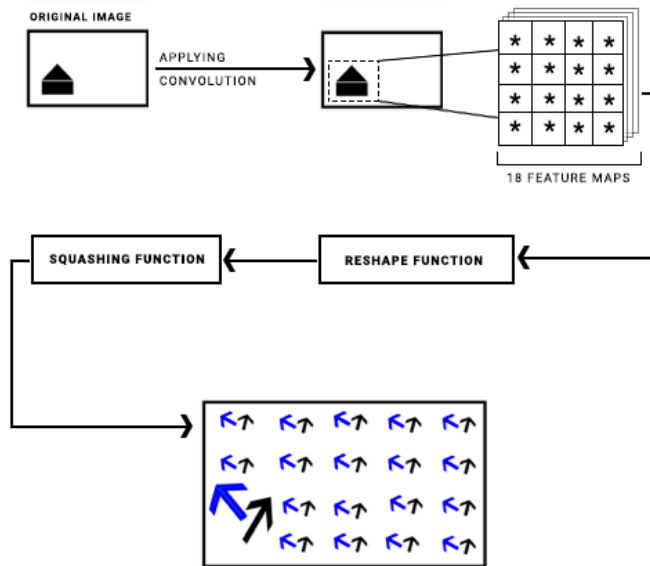 ORIGINAL IMAGE
APPLYING
CONVOLUTION
* * * *
* * * *
* * * *
* * * *
18 FEATURE MAPS
SQUASHING FUNCTION
RESHAPE FUNCTION